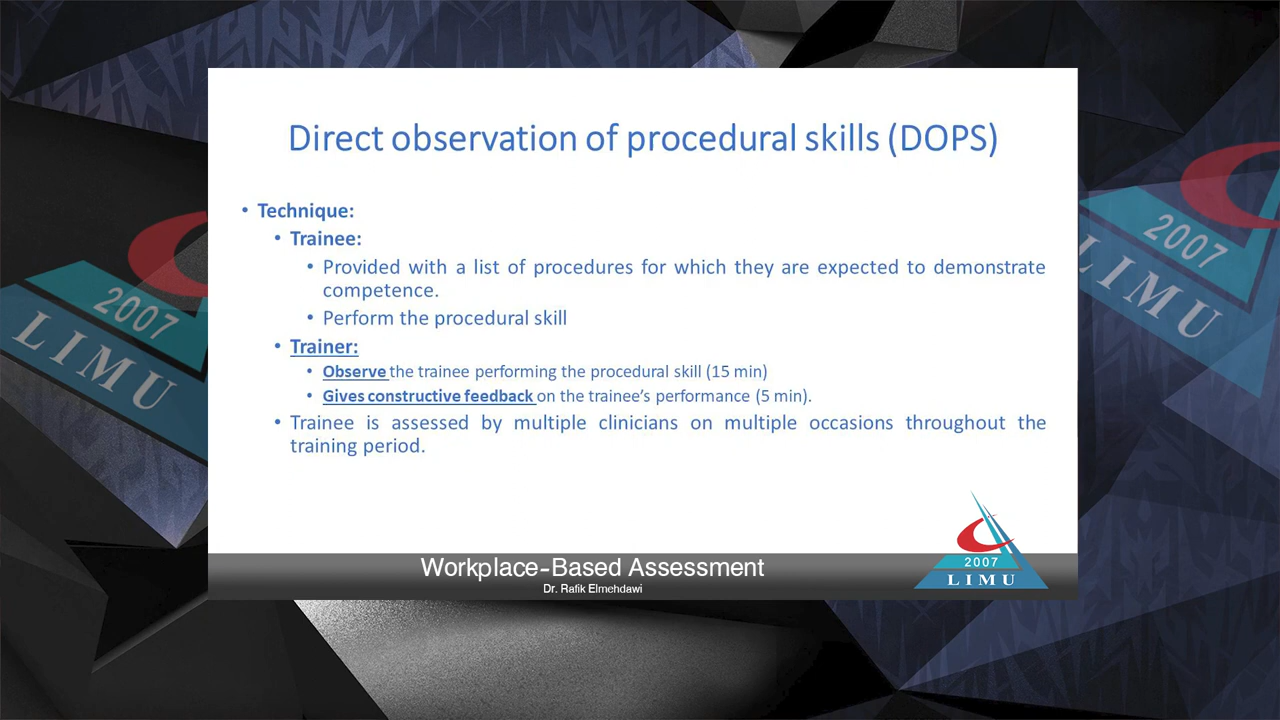 Direct observation of procedural skills (DOPS)
• Technique:
• Trainee:
• Provided with a list of procedures for which they are expected to demonstrate
competence.
• Perform the procedural skill
• Trainer:
• Observe the trainee performing the procedural skill (15 min)
• Gives constructive feedback on the trainee's performance (5 min).
• Trainee is assessed by multiple clinicians on multiple occasions throughout the
training period.
Workplace-Based Assessment
Dr. Rafik Elmehdawi
2007
LIMU
2007
LIMU
2007
LIMU